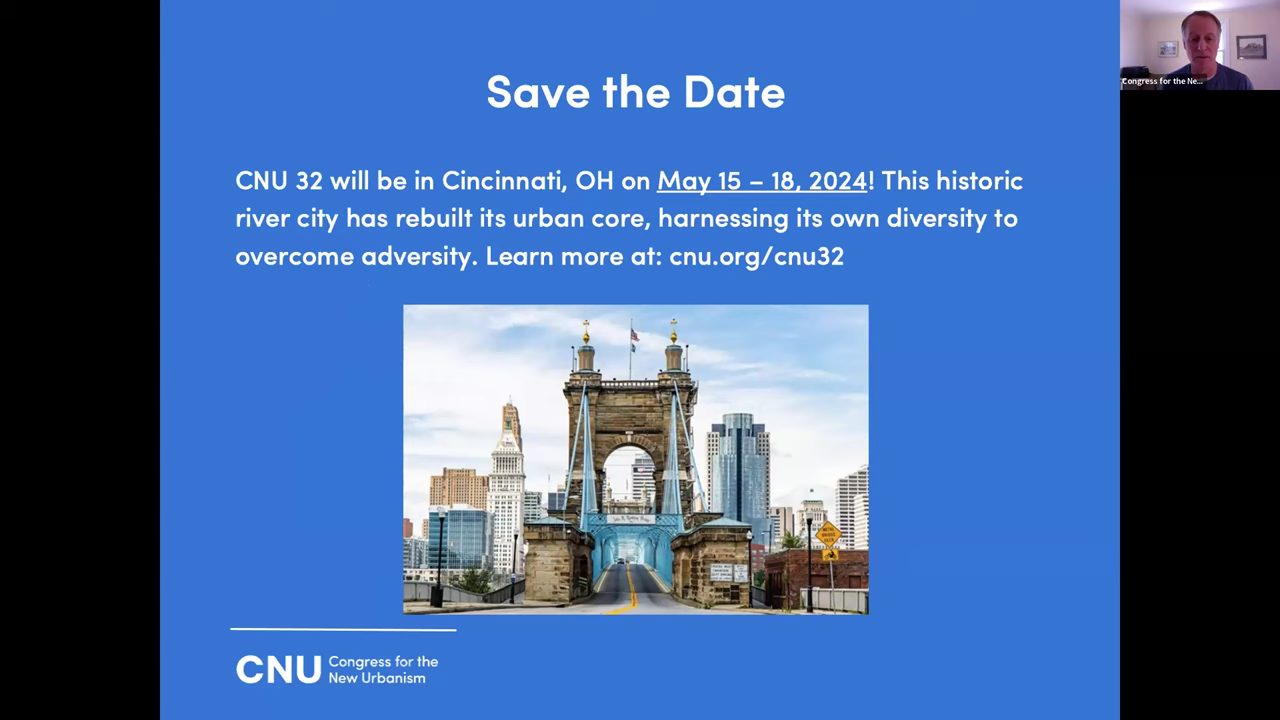 Save the Date
CNU 32 will be in Cincinnati, OH on May 15 – 18, 2024! This historic
river city has rebuilt its urban core, harnessing its own diversity to
overcome adversity. Learn more at: cnu.org/cnu32
CNU Congress for the
New Urbanism
Congress for the Ne...